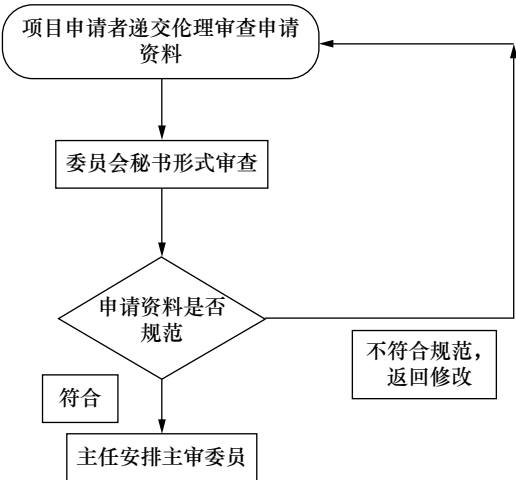 项目申请者递交伦理审查申请
资料
委员会秘书形式审查
申请资料是否
规范
不符合规范，
返回修改
符合
主任安排主审委员